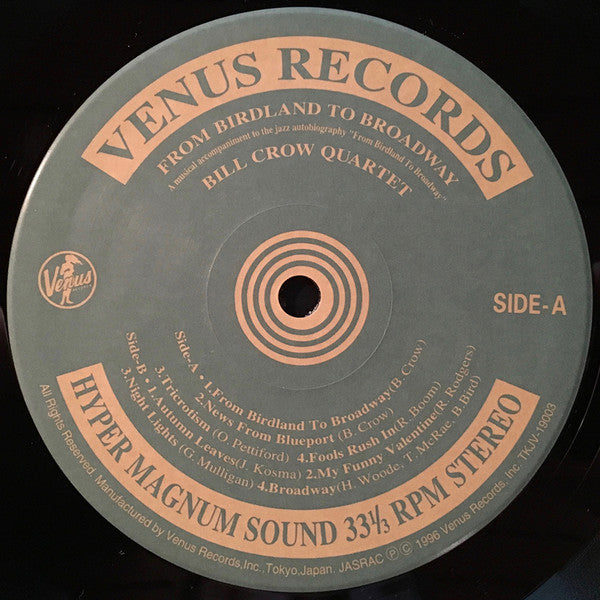 VENUS RECORDS
FROM BIRDLAND TO BROADWAY
A musical accompaniment to the jazz autobiography "From Birdland To Broadway"
BILL CROW QUARTET
Venus
SIDE-A
Side-A • 1.From Birdland To Broadway(B. Crow)
2.News From Blueport (B. Crow)
3.Tricrotism (O. Pettiford) 4.Fools Rush In(R. Boom)
Side-B • 1.Autumn Leaves(J. Kosma) 2.My Funny Valentine(R. Rodgers)
3.Night Lights (G. Mulligan) 4.Broadway(H. Woode, T. McRae, B.Bird)
HYPER MAGNUM SOUND 33⅓ RPM STEREO
All Rights Reserved. Manufactured by Venus Records,Inc.,Tokyo,Japan. JASRAC Ⓟ© 1996 Venus Records, Inc. TKJV-19003